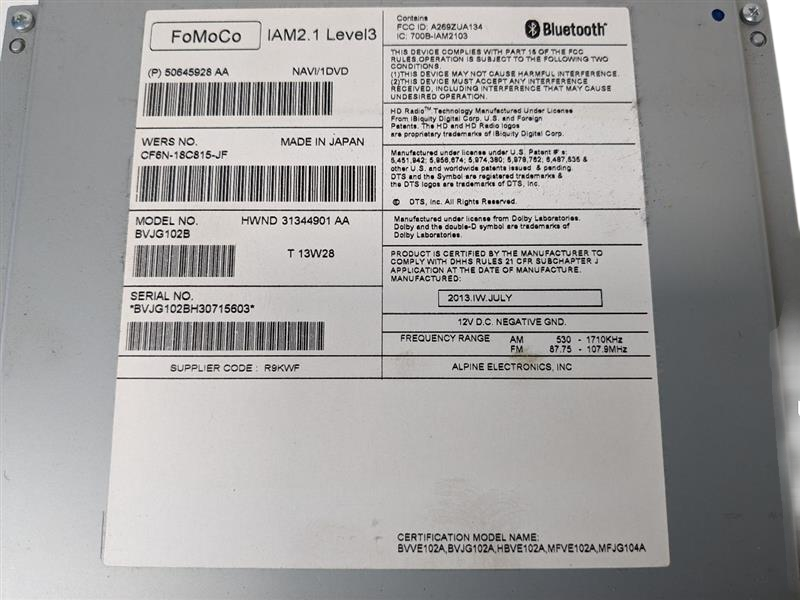 FoMoCo
IAM2.1 Level3
(P) 50645928 AA
NAVI/1DVD
WERS NO.
MADE IN JAPAN
CF6N-18C815-JF
MODEL NO.
HWND 31344901 AA
BVJG102B
T 13W28
SERIAL NO.
*BVJG102BH30715603*
SUPPLIER CODE : R9KWF
Contains
FCC ID: A269ZUA134
IC: 700B-IAM2103
Bluetooth
THIS DEVICE COMPLIES WITH PART 15 OF THE FCC
RULES.OPERATION IS SUBJECT TO THE FOLLOWING TWO
CONDITIONS.
(1)THIS DEVICE MAY NOT CAUSE HARMFUL INTERFERENCE.
(2)THIS DEVICE MUST ACCEPT ANY INTERFERENCE
RECEIVED, INCLUDING INTERFERENCE THAT MAY CAUSE
UNDESIRED OPERATION.
HD Radio™ Technology Manufactured Under License
From iBiquity Digital Corp. U.S. and Foreign
Patents. The HD and HD Radio logos
are proprietary trademarks of iBiquity Digital Corp.
Manufactured under license under U.S. Patent #'s:
5,451,942; 5,956,674; 5,974,380; 5,978,762; 6,487,535 &
other U.S. and worldwide patents issued & pending.
DTS and the Symbol are registered trademarks &
the DTS logos are trademarks of DTS, Inc.
© DTS, Inc. All Rights Reserved.
Manufactured under license from Dolby Laboratories.
Dolby and the double-D symbol are trademarks of
Dolby Laboratories.
PRODUCT IS CERTIFIED BY THE MANUFACTURER TO
COMPLY WITH DHHS RULES 21 CFR SUBCHAPTER J
APPLICATION AT THE DATE OF MANUFACTURE.
MANUFACTURED:
2013.IW.JULY
12V D.C. NEGATIVE GND.
FREQUENCY RANGE AM 530 - 1710KHz
FM 87.75 - 107.9MHz
ALPINE ELECTRONICS, INC
CERTIFICATION MODEL NAME:
BVVE102A,BVJG102A,HBVE102A,MFVE102A,MFJG104A